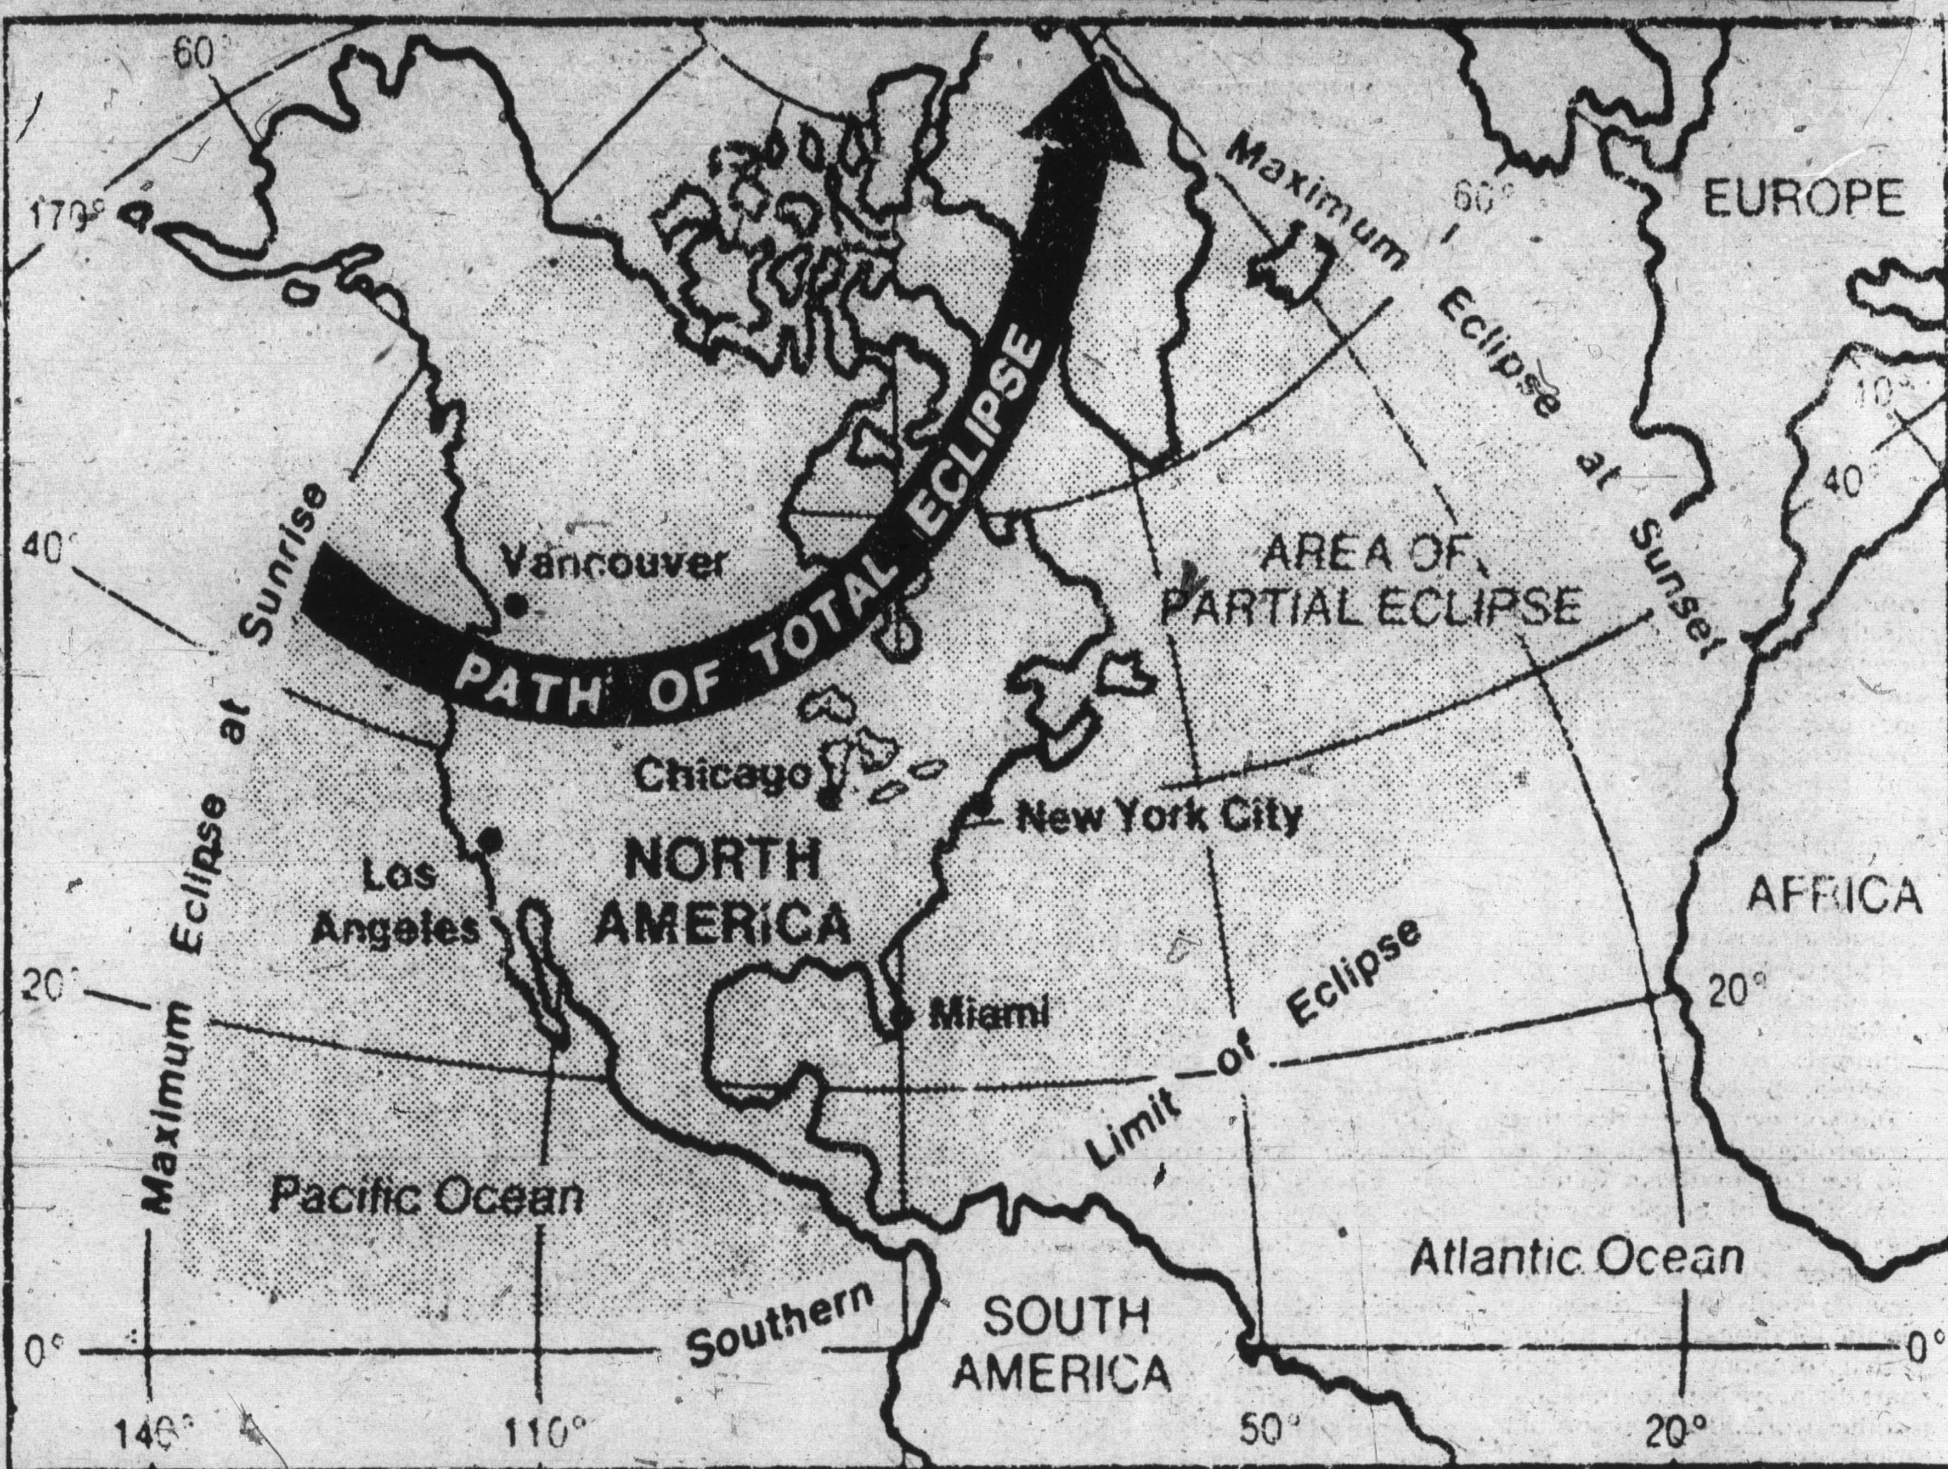 60°
170°
Maximum
60°
EUROPE
Eclipse
at
Sunset
10°
40°
Maximum
Eclipse
at
Sunrise
40°
Vancouver
PATH OF TOTAL ECLIPSE
AREA OF
PARTIAL ECLIPSE
Chicago
New York City
NORTH
AMERICA
Los
Angeles
AFRICA
20°
Miami
20°
Southern
Limit
of
Eclipse
Pacific Ocean
Atlantic Ocean
SOUTH
AMERICA
0°
0°
140°
110°
50°
20°